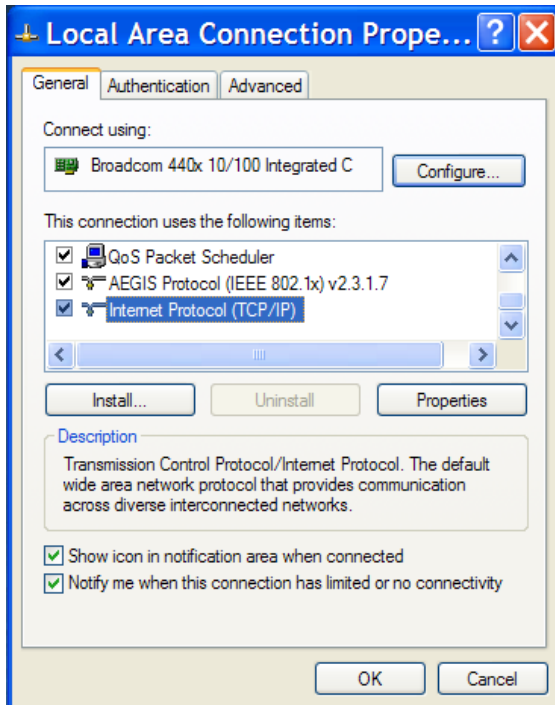 Local Area Connection Prope...
General
Authentication
Advanced
Connect using:
Broadcom 440x 10/100 Integrated C
Configure...
This connection uses the following items:
QoS Packet Scheduler
AEGIS Protocol (IEEE 802.1x) v2.3.1.7
Internet Protocol (TCP/IP)
Install...
Uninstall
Properties
Description
Transmission Control Protocol/Internet Protocol. The default
wide area network protocol that provides communication
across diverse interconnected networks.
Show icon in notification area when connected
Notify me when this connection has limited or no connectivity
OK
Cancel